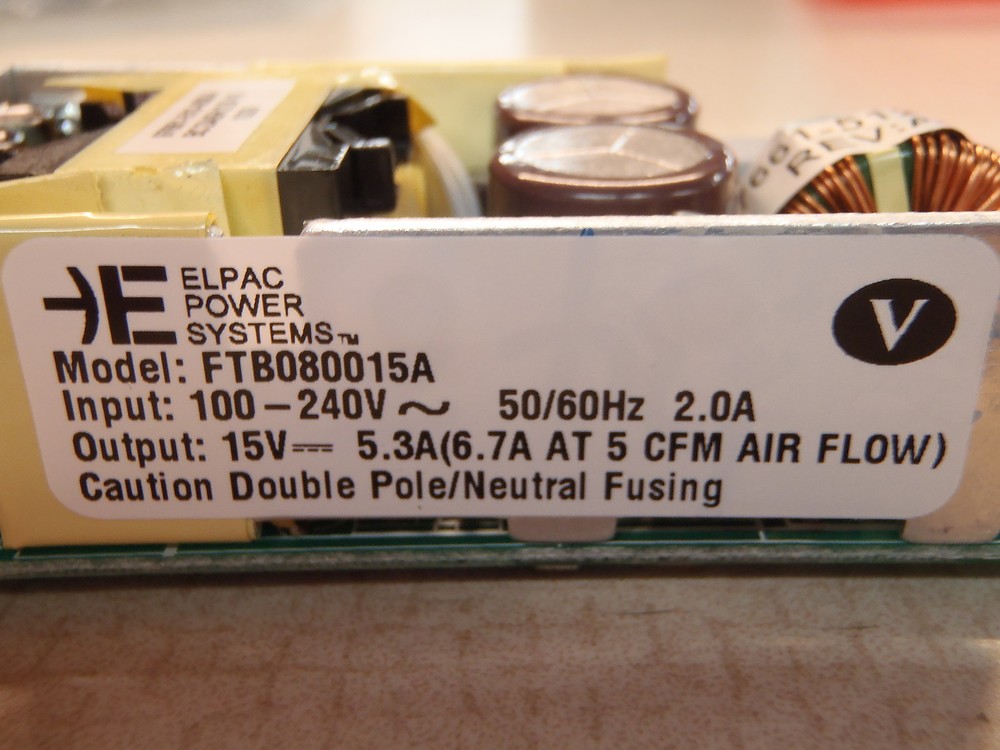 REV:A
ELPAC
POWER
SYSTEMS™
Model: FTB080015A
Input: 100–240V ~ 50/60Hz 2.0A
Output: 15V⎓ 5.3A(6.7A AT 5 CFM AIR FLOW)
Caution Double Pole/Neutral Fusing
V